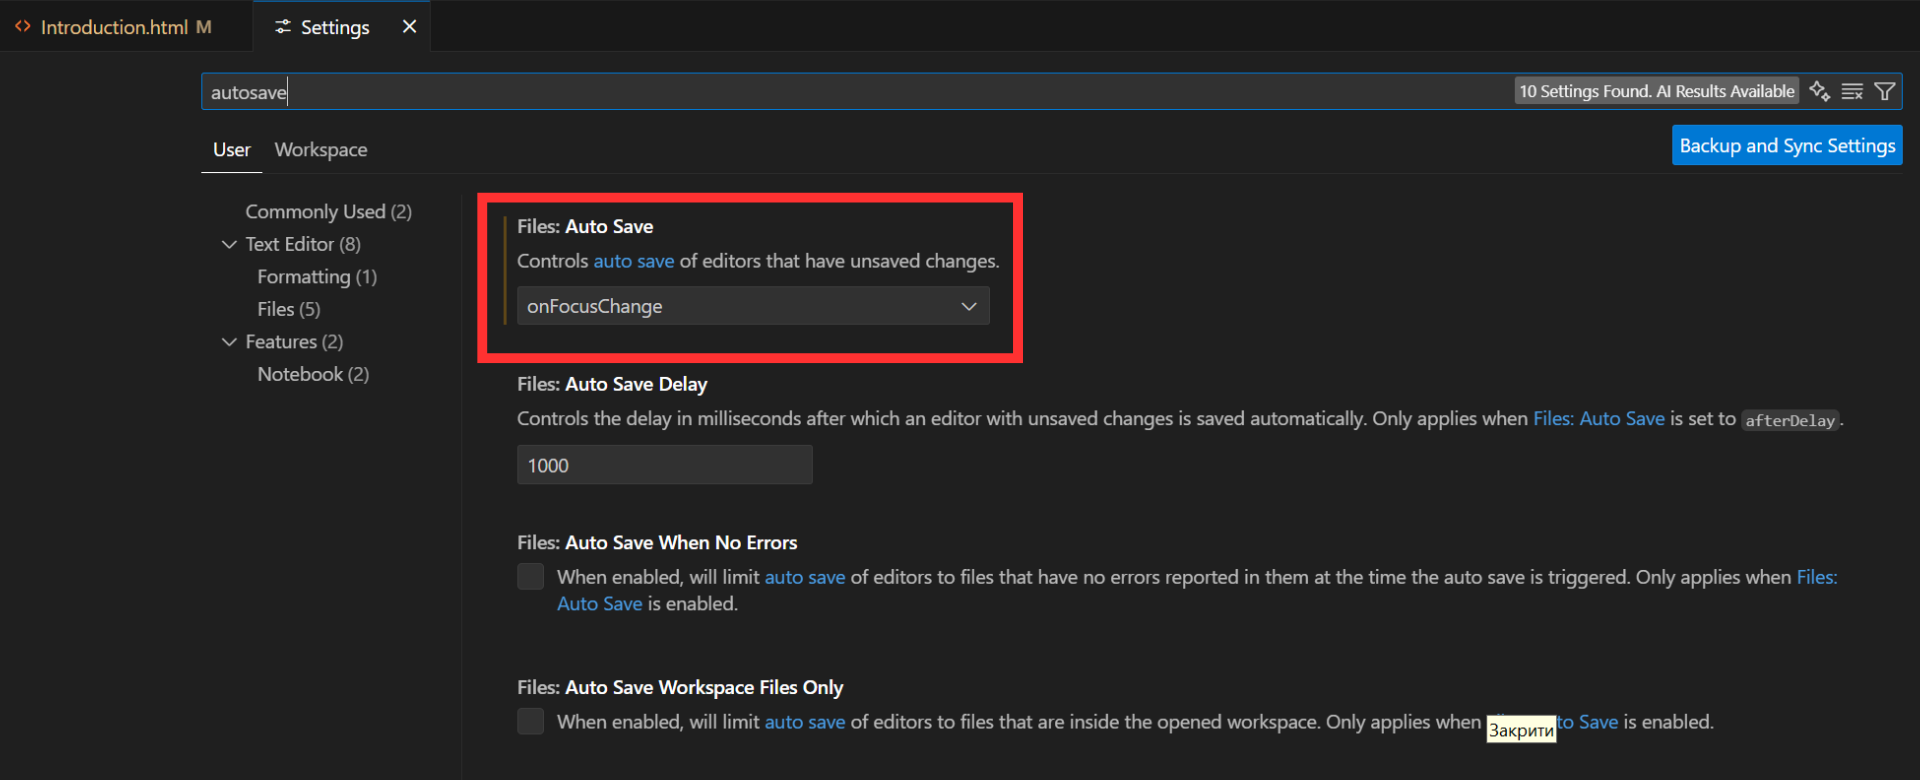 Introduction.html M
Settings
autosave
10 Settings Found. AI Results Available
User
Workspace
Backup and Sync Settings
Commonly Used (2)
Text Editor (8)
Formatting (1)
Files (5)
Features (2)
Notebook (2)
Files: Auto Save
Controls auto save of editors that have unsaved changes.
onFocusChange
Files: Auto Save Delay
Controls the delay in milliseconds after which an editor with unsaved changes is saved automatically. Only applies when Files: Auto Save is set to afterDelay.
1000
Files: Auto Save When No Errors
When enabled, will limit auto save of editors to files that have no errors reported in them at the time the auto save is triggered. Only applies when Files:
Auto Save is enabled.
Files: Auto Save Workspace Files Only
When enabled, will limit auto save of editors to files that are inside the opened workspace. Only applies when to Save is enabled.
Закрити